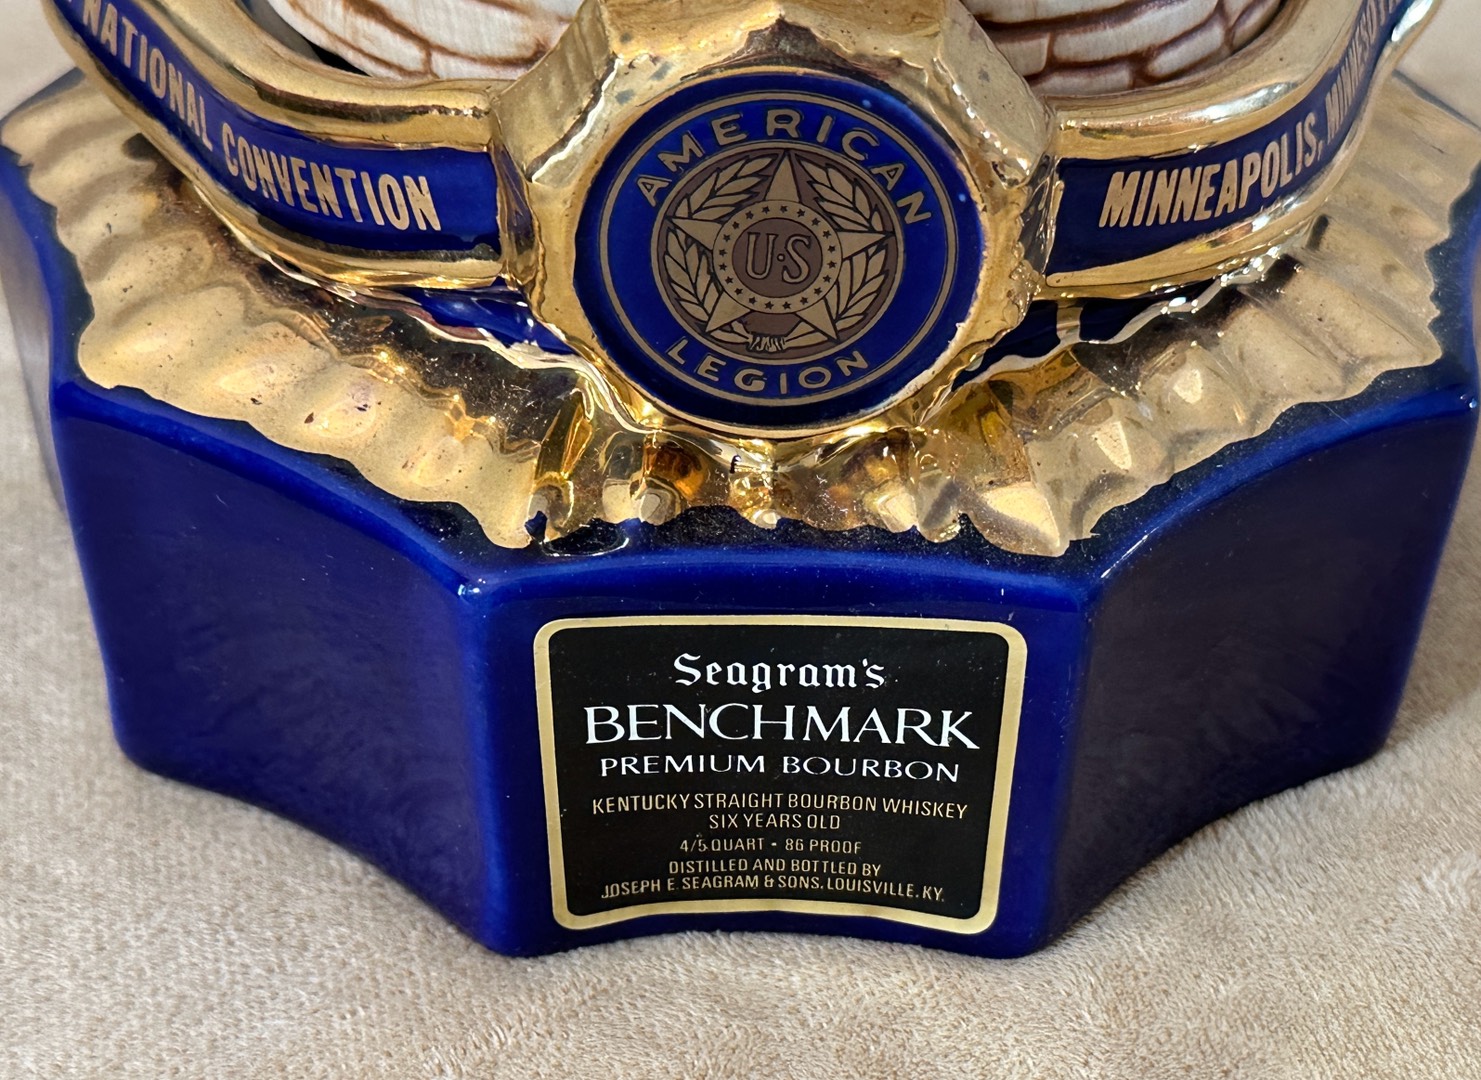 NATIONAL CONVENTION
AMERICAN
U·S
LEGION
MINNEAPOLIS, MINNESOTA
Seagram's
BENCHMARK
PREMIUM BOURBON
KENTUCKY STRAIGHT BOURBON WHISKEY
SIX YEARS OLD
4/5 QUART • 86 PROOF
DISTILLED AND BOTTLED BY
JOSEPH E. SEAGRAM & SONS, LOUISVILLE, KY.